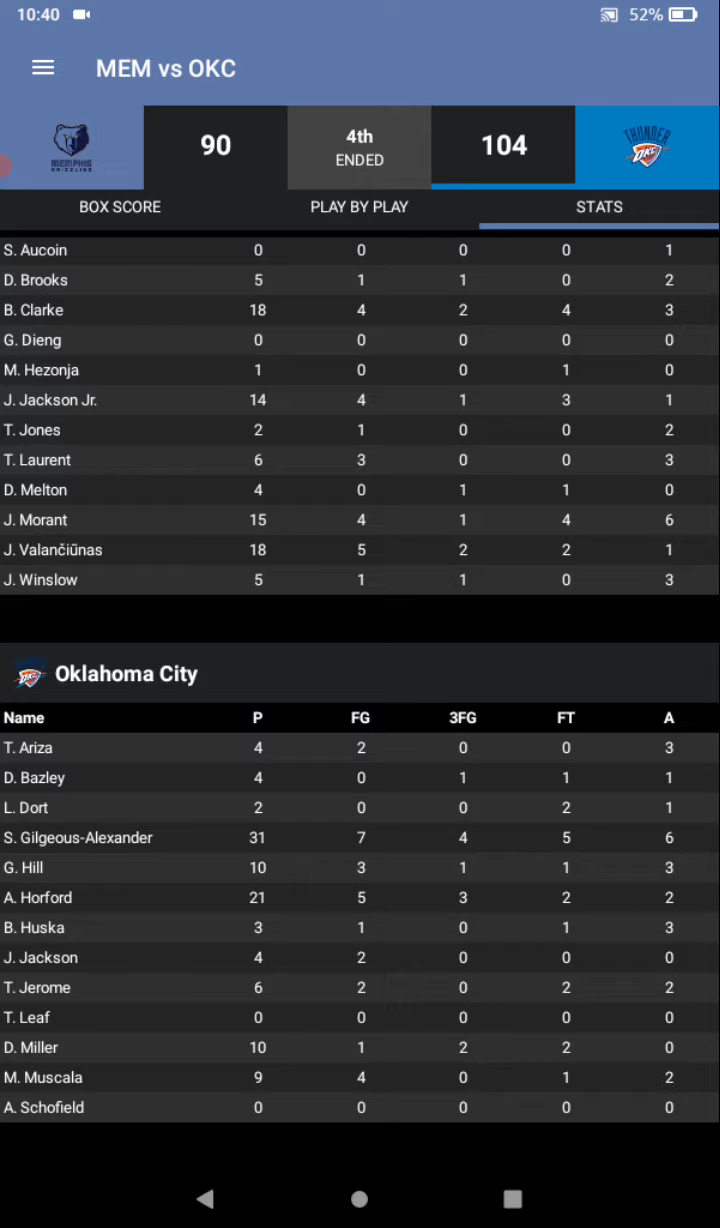 10:40 52%
MEM vs OKC
MEMPHIS
GRIZZLIES
90
4th
ENDED
104
THUNDER
OKC
BOX SCORE PLAY BY PLAY STATS
S. Aucoin 0 0 0 0 1
D. Brooks 5 1 1 0 2
B. Clarke 18 4 2 4 3
G. Dieng 0 0 0 0 0
M. Hezonja 1 0 0 1 0
J. Jackson Jr. 14 4 1 3 1
T. Jones 2 1 0 0 2
T. Laurent 6 3 0 0 3
D. Melton 4 0 1 1 0
J. Morant 15 4 1 4 6
J. Valančiūnas 18 5 2 2 1
J. Winslow 5 1 1 0 3
Oklahoma City
Name P FG 3FG FT A
T. Ariza 4 2 0 0 3
D. Bazley 4 0 1 1 1
L. Dort 2 0 0 2 1
S. Gilgeous-Alexander 31 7 4 5 6
G. Hill 10 3 1 1 3
A. Horford 21 5 3 2 2
B. Huska 3 1 0 1 3
J. Jackson 4 2 0 0 0
T. Jerome 6 2 0 2 2
T. Leaf 0 0 0 0 0
D. Miller 10 1 2 2 0
M. Muscala 9 4 0 1 2
A. Schofield 0 0 0 0 0